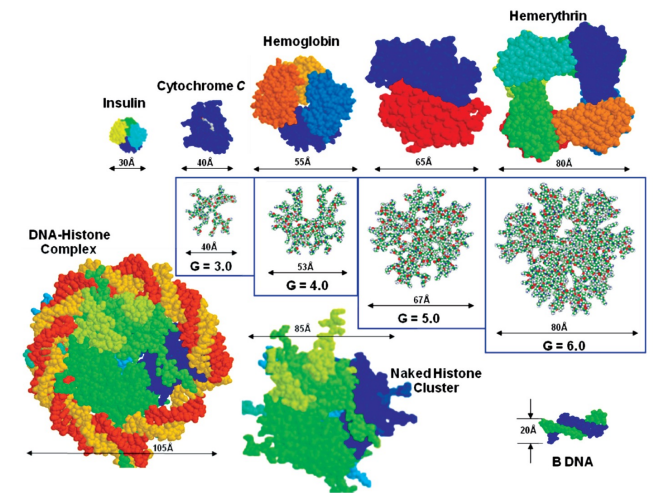 Hemoglobin
Hemerythrin
Cytochrome C
Insulin
30Å
40Å
55Å
65Å
80Å
DNA-Histone
Complex
40Å
G = 3.0
53Å
G = 4.0
67Å
G = 5.0
80Å
G = 6.0
85Å
Naked Histone
Cluster
105Å
20Å
B DNA